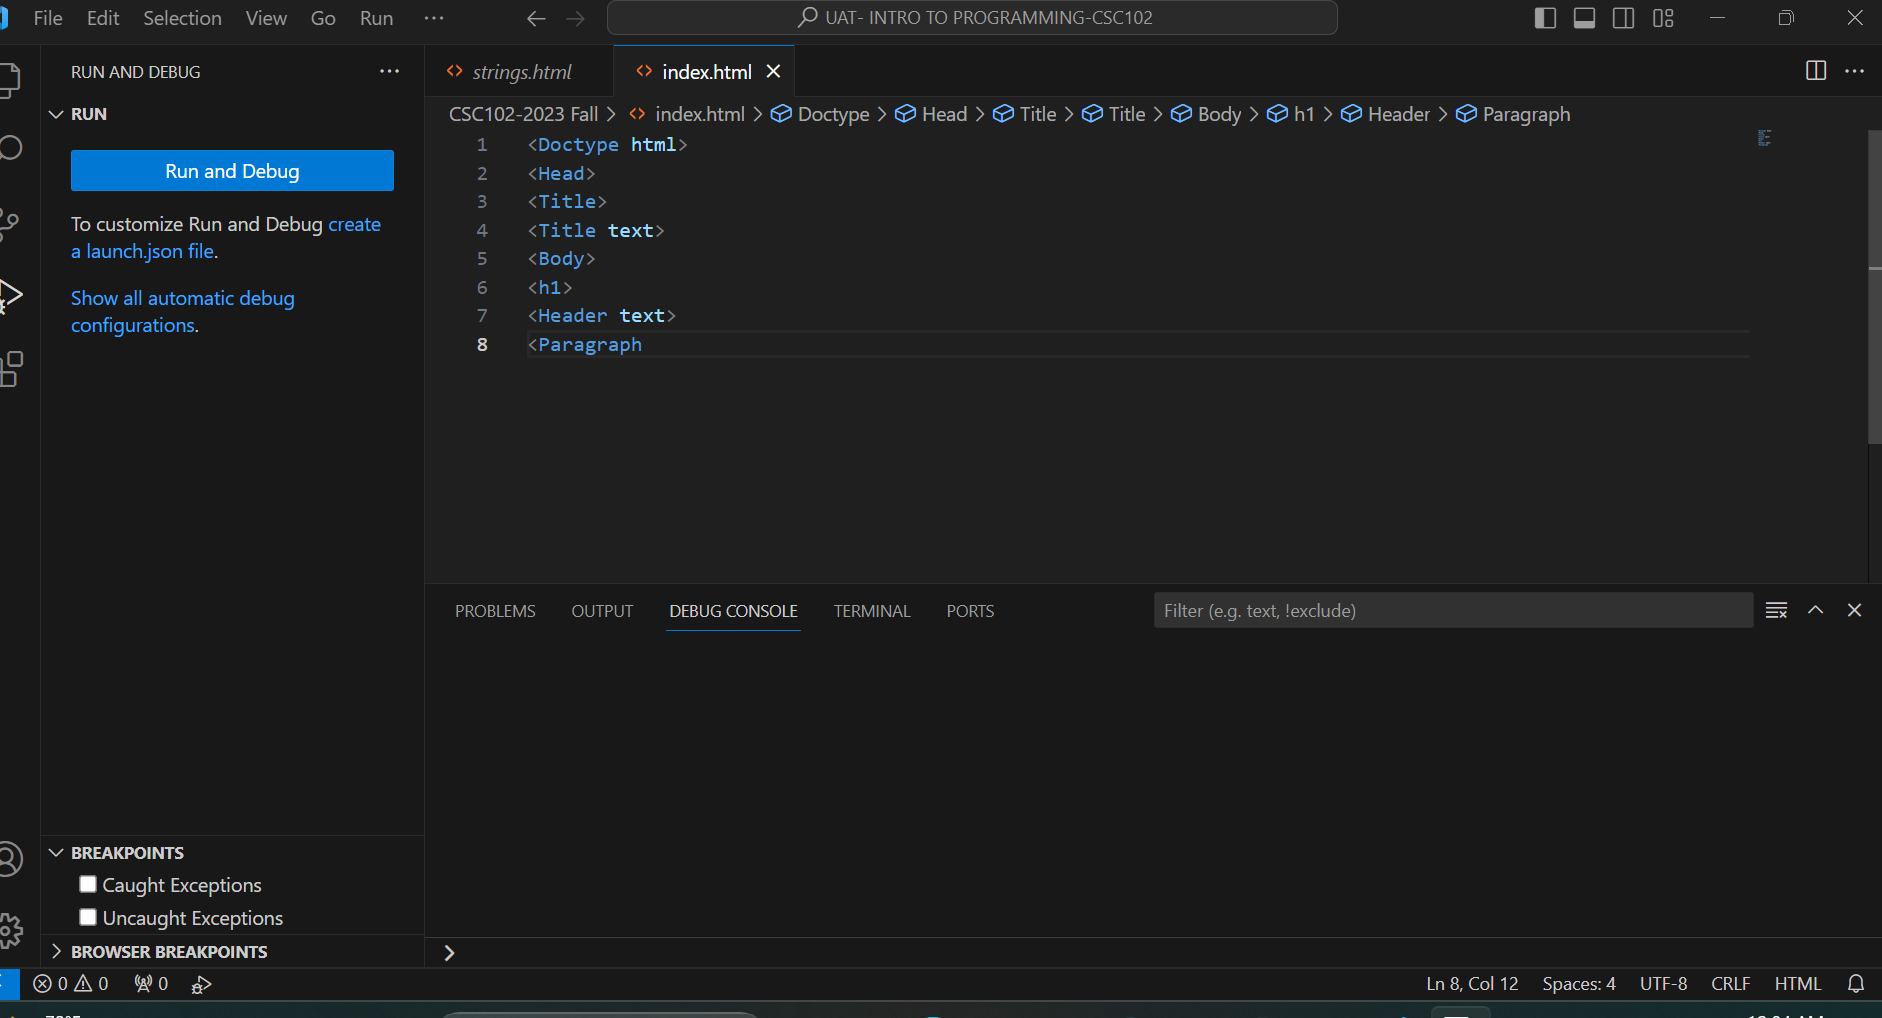 File Edit Selection View Go Run ···
UAT- INTRO TO PROGRAMMING-CSC102
RUN AND DEBUG ···
RUN
Run and Debug
To customize Run and Debug create
a launch.json file.
Show all automatic debug
configurations.
BREAKPOINTS
Caught Exceptions
Uncaught Exceptions
BROWSER BREAKPOINTS
strings.html
index.html
CSC102-2023 Fall > index.html > Doctype > Head > Title > Title > Body > h1 > Header > Paragraph
1 <Doctype html>
2 <Head>
3 <Title>
4 <Title text>
5 <Body>
6 <h1>
7 <Header text>
8 <Paragraph
PROBLEMS OUTPUT DEBUG CONSOLE TERMINAL PORTS
Filter (e.g. text, !exclude)
>
0 0 0
Ln 8, Col 12 Spaces: 4 UTF-8 CRLF HTML